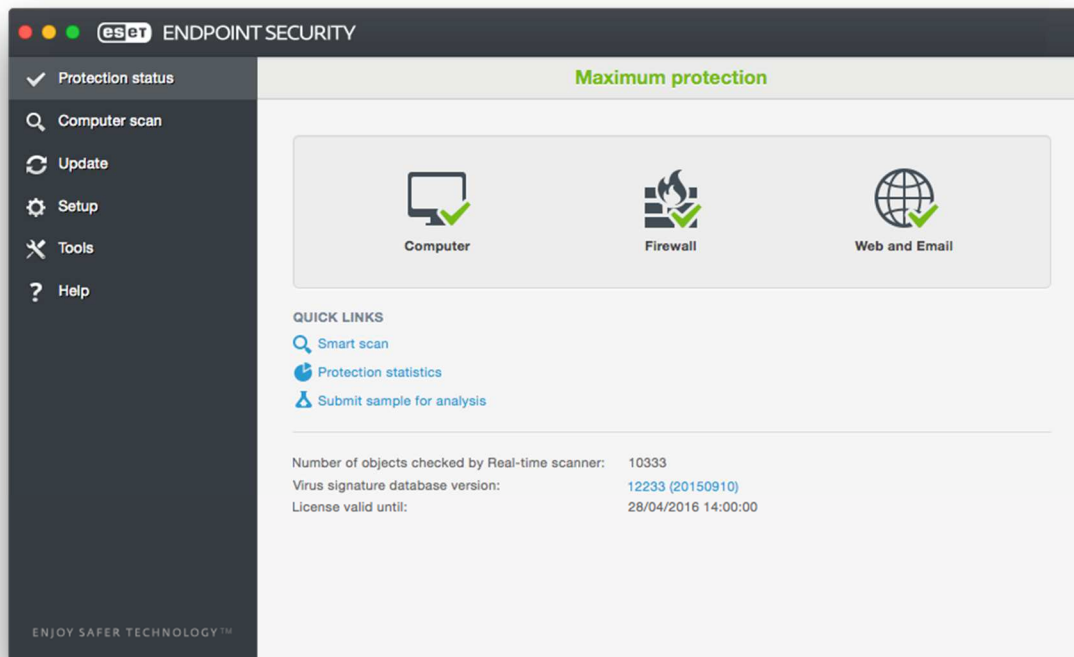 eset ENDPOINT SECURITY
Protection status
Maximum protection
Computer scan
Update
Setup
Tools
? Help
Computer
Firewall
Web and Email
QUICK LINKS
Smart scan
Protection statistics
Submit sample for analysis
Number of objects checked by Real-time scanner: 10333
Virus signature database version: 12233 (20150910)
License valid until: 28/04/2016 14:00:00
ENJOY SAFER TECHNOLOGY™